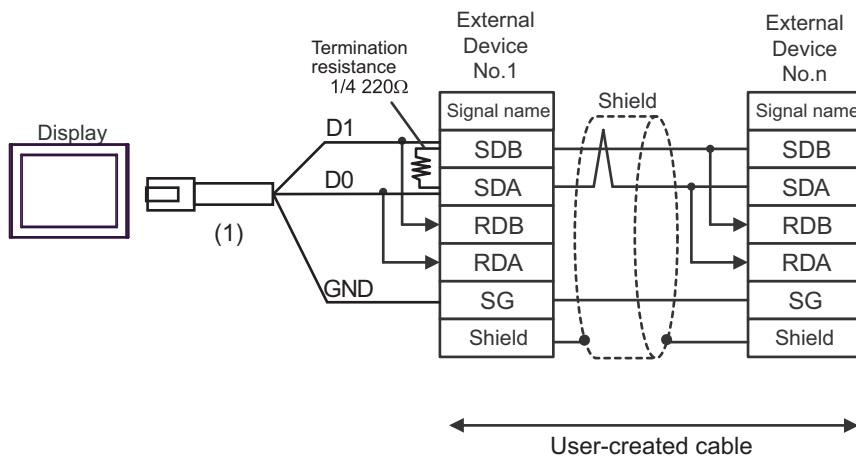 External
Device
No.1
External
Device
No.n
Termination
resistance
1/4 220Ω
Signal name
Shield
Signal name
Display
D1
SDB
SDB
D0
SDA
SDA
(1)
RDB
RDB
RDA
RDA
GND
SG
SG
Shield
Shield
User-created cable